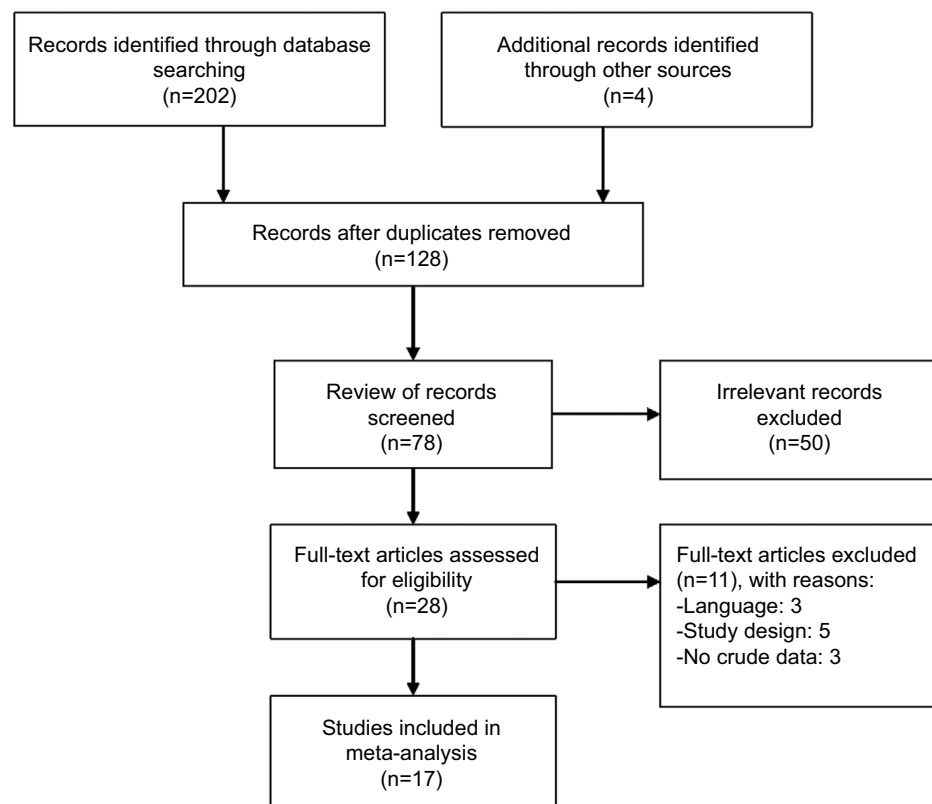 Records identified through database
searching
(n=202)
Additional records identified
through other sources
(n=4)
Records after duplicates removed
(n=128)
Review of records
screened
(n=78)
Irrelevant records
excluded
(n=50)
Full-text articles assessed
for eligibility
(n=28)
Full-text articles excluded
(n=11), with reasons:
-Language: 3
-Study design: 5
-No crude data: 3
Studies included in
meta-analysis
(n=17)